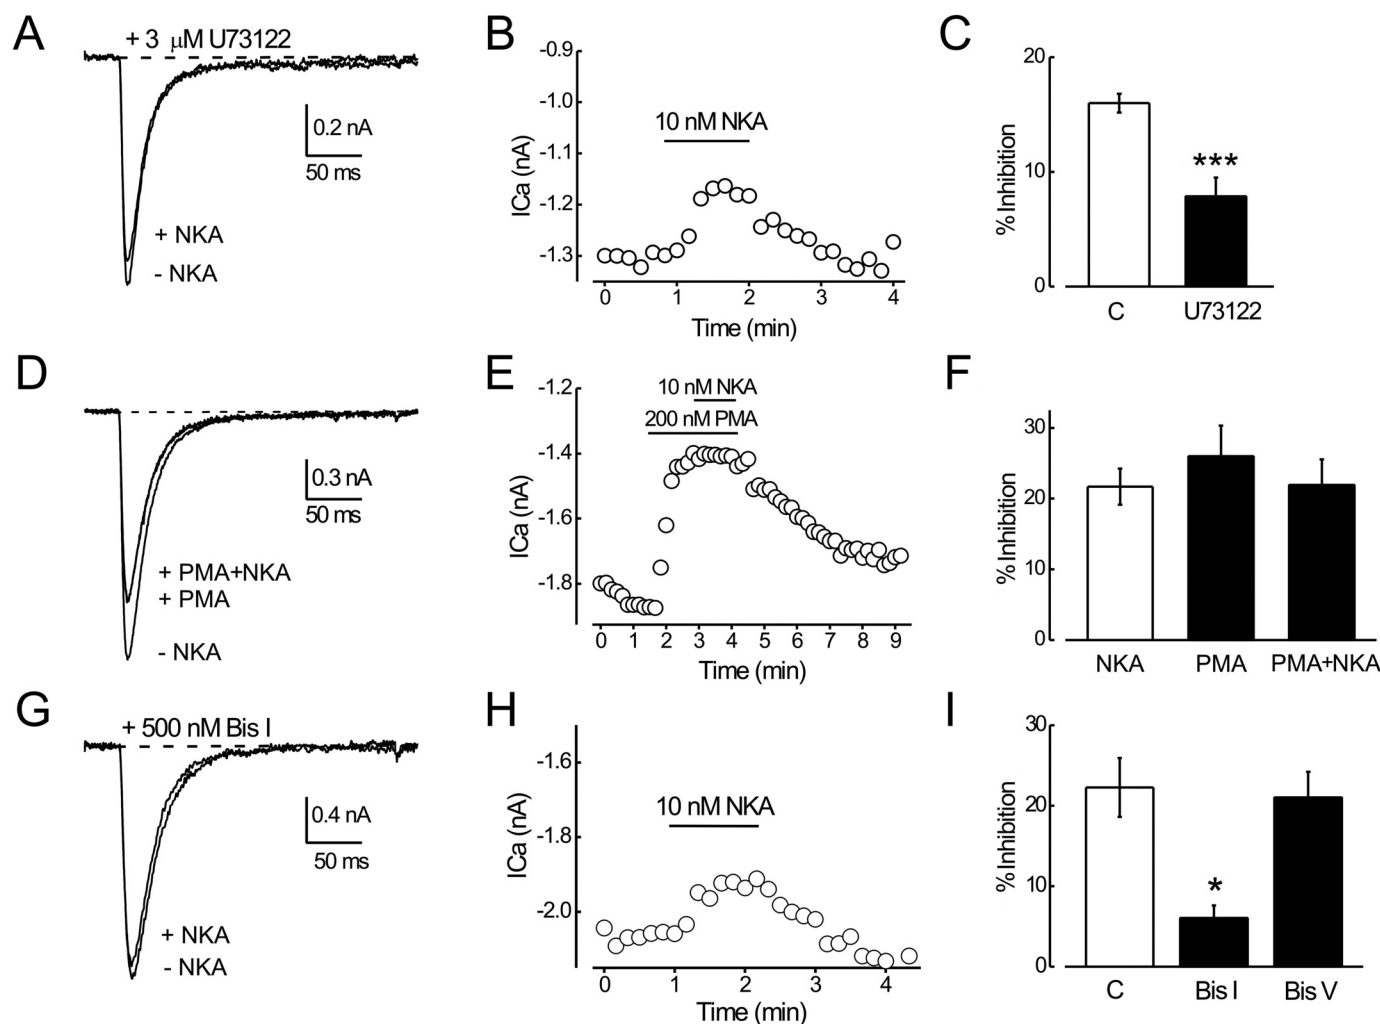 A
+ 3 μM U73122
0.2 nA
50 ms
+ NKA
- NKA
B
-0.9
-1.0
-1.1
-1.2
-1.3
ICa (nA)
10 nM NKA
0 1 2 3 4
Time (min)
C
20
10
0
% Inhibition
***
C U73122
D
0.3 nA
50 ms
+ PMA+NKA
+ PMA
- NKA
E
-1.2
-1.4
-1.6
-1.8
ICa (nA)
10 nM NKA
200 nM PMA
0 1 2 3 4 5 6 7 8 9
Time (min)
F
30
20
10
0
% Inhibition
NKA PMA PMA+NKA
G
+ 500 nM Bis I
0.4 nA
50 ms
+ NKA
- NKA
H
-1.6
-1.8
-2.0
ICa (nA)
10 nM NKA
0 1 2 3 4
Time (min)
I
30
20
10
0
% Inhibition
*
C Bis I Bis V